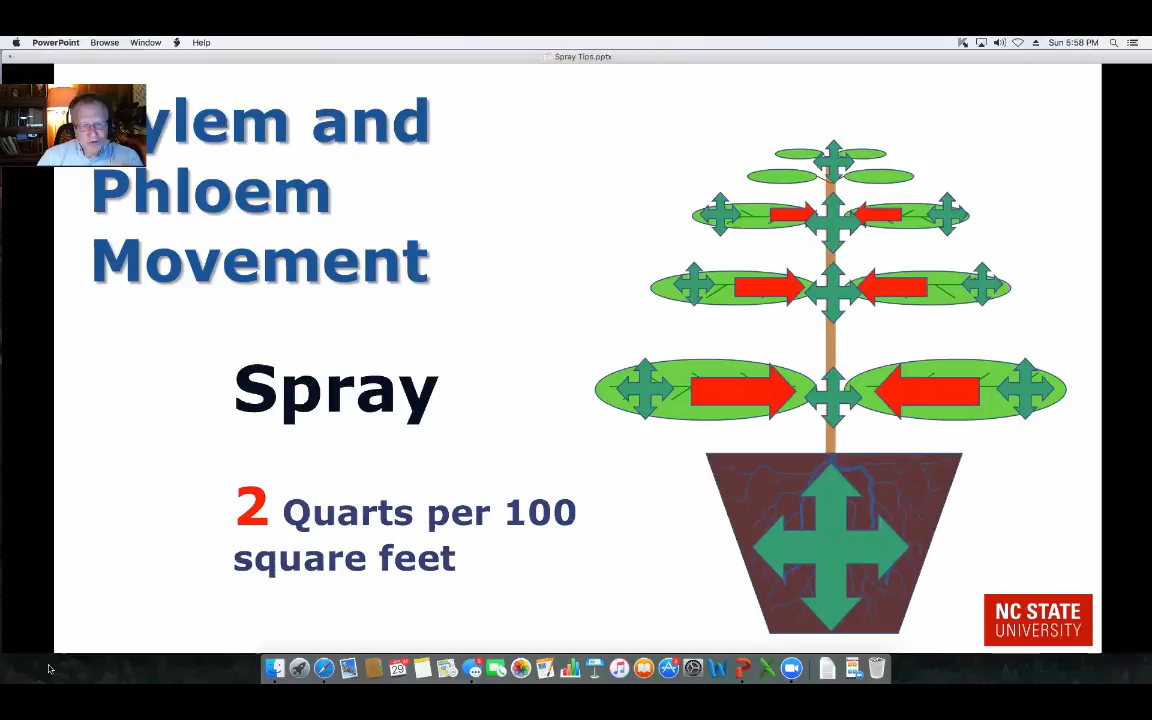 PowerPoint Browse Window Help Sun 5:58 PM
Spray Tips.pptx
ylem and
Phloem
Movement
Spray
2 Quarts per 100
square feet
NC STATE
UNIVERSITY
29